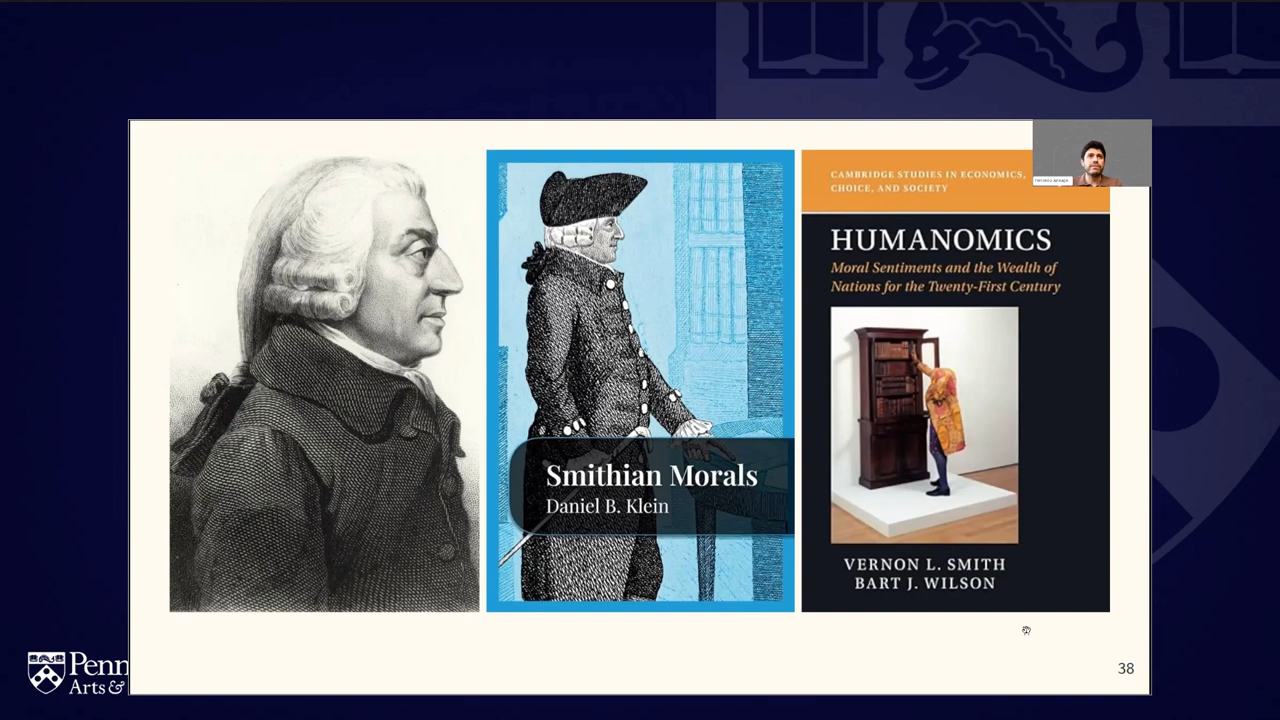 CAMBRIDGE STUDIES IN ECONOMICS,
CHOICE, AND SOCIETY
HUMANOMICS
Moral Sentiments and the Wealth of
Nations for the Twenty-First Century
VERNON L. SMITH
BART J. WILSON
Smithian Morals
Daniel B. Klein
Penn
Arts &
38